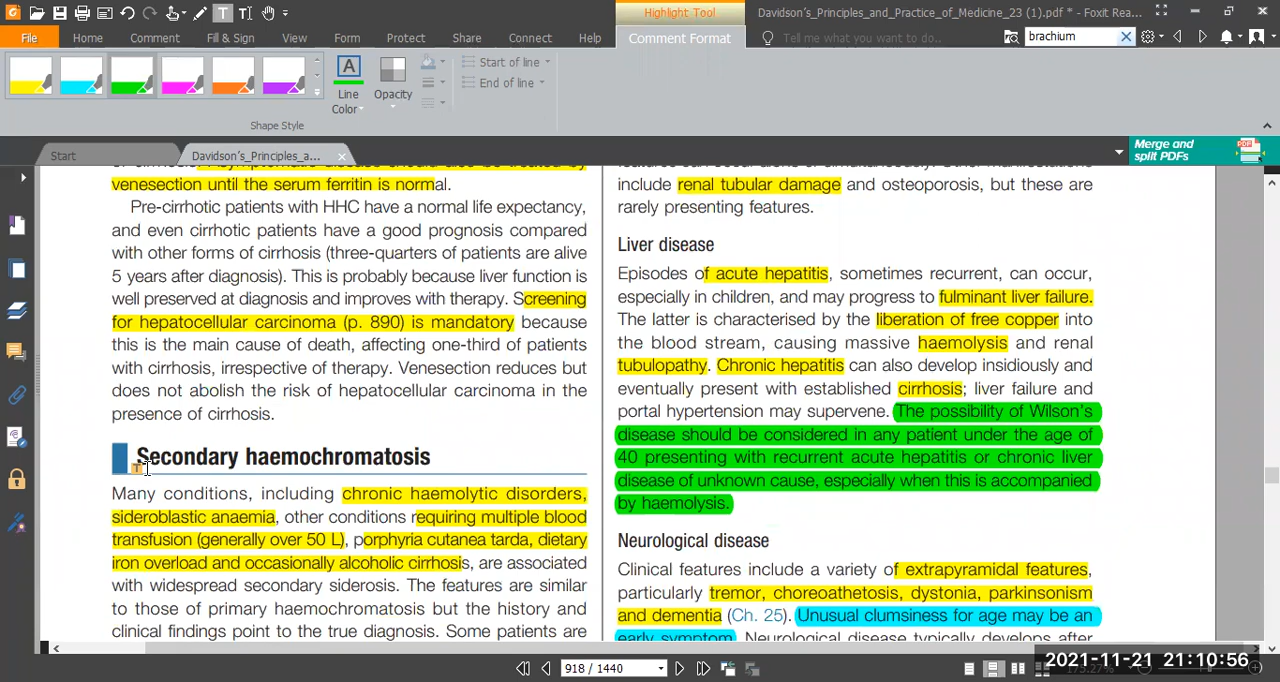 Highlight Tool
Davidson's_Principles_and_Practice_of_Medicine_23 (1).pdf * - Foxit Rea...
File
Home
Comment
Fill & Sign
View
Form
Protect
Share
Connect
Help
Comment Format
Tell me what you want to do...
brachium
Line
Color
Opacity
Start of line
End of line
Shape Style
Start
Davidson's_Principles_a...
Merge and
split PDFs
venesection until the serum ferritin is normal.
Pre-cirrhotic patients with HHC have a normal life expectancy,
and even cirrhotic patients have a good prognosis compared
with other forms of cirrhosis (three-quarters of patients are alive
5 years after diagnosis). This is probably because liver function is
well preserved at diagnosis and improves with therapy. Screening
for hepatocellular carcinoma (p. 890) is mandatory because
this is the main cause of death, affecting one-third of patients
with cirrhosis, irrespective of therapy. Venesection reduces but
does not abolish the risk of hepatocellular carcinoma in the
presence of cirrhosis.
Secondary haemochromatosis
Many conditions, including chronic haemolytic disorders,
sideroblastic anaemia, other conditions requiring multiple blood
transfusion (generally over 50 L), porphyria cutanea tarda, dietary
iron overload and occasionally alcoholic cirrhosis, are associated
with widespread secondary siderosis. The features are similar
to those of primary haemochromatosis but the history and
clinical findings point to the true diagnosis. Some patients are
include renal tubular damage and osteoporosis, but these are
rarely presenting features.
Liver disease
Episodes of acute hepatitis, sometimes recurrent, can occur,
especially in children, and may progress to fulminant liver failure.
The latter is characterised by the liberation of free copper into
the blood stream, causing massive haemolysis and renal
tubulopathy. Chronic hepatitis can also develop insidiously and
eventually present with established cirrhosis; liver failure and
portal hypertension may supervene. The possibility of Wilson's
disease should be considered in any patient under the age of
40 presenting with recurrent acute hepatitis or chronic liver
disease of unknown cause, especially when this is accompanied
by haemolysis.
Neurological disease
Clinical features include a variety of extrapyramidal features,
particularly tremor, choreoathetosis, dystonia, parkinsonism
and dementia (Ch. 25). Unusual clumsiness for age may be an
early symptom. Neurological disease typically develops after
918 / 1440
2021-11-21 21:10:56